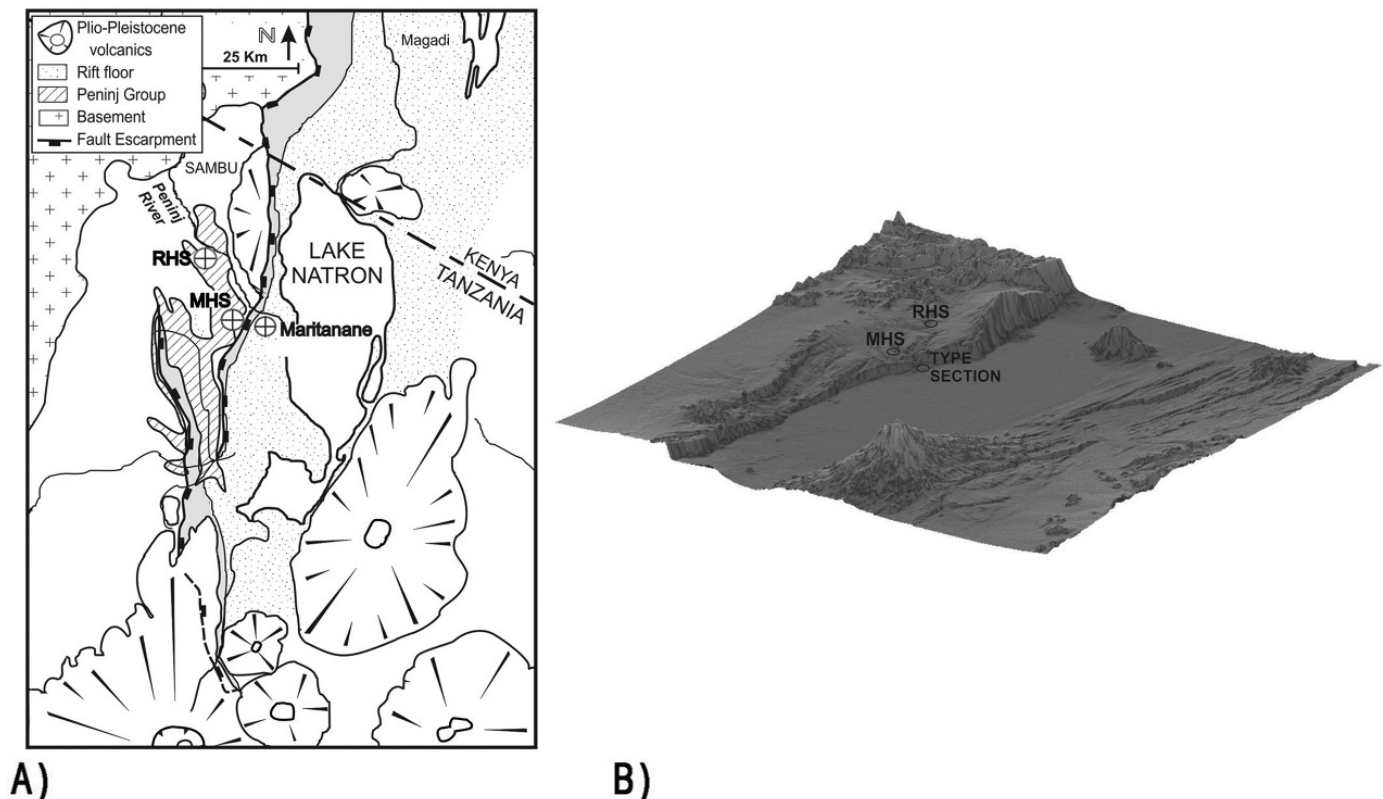 Plio-Pleistocene
volcanics
Rift floor
Peninj Group
Basement
Fault Escarpment
N
25 Km
Magadi
SAMBU
Peninj
River
RHS
MHS
Maritanane
LAKE
NATRON
KENYA
TANZANIA
RHS
MHS
TYPE
SECTION
A)
B)